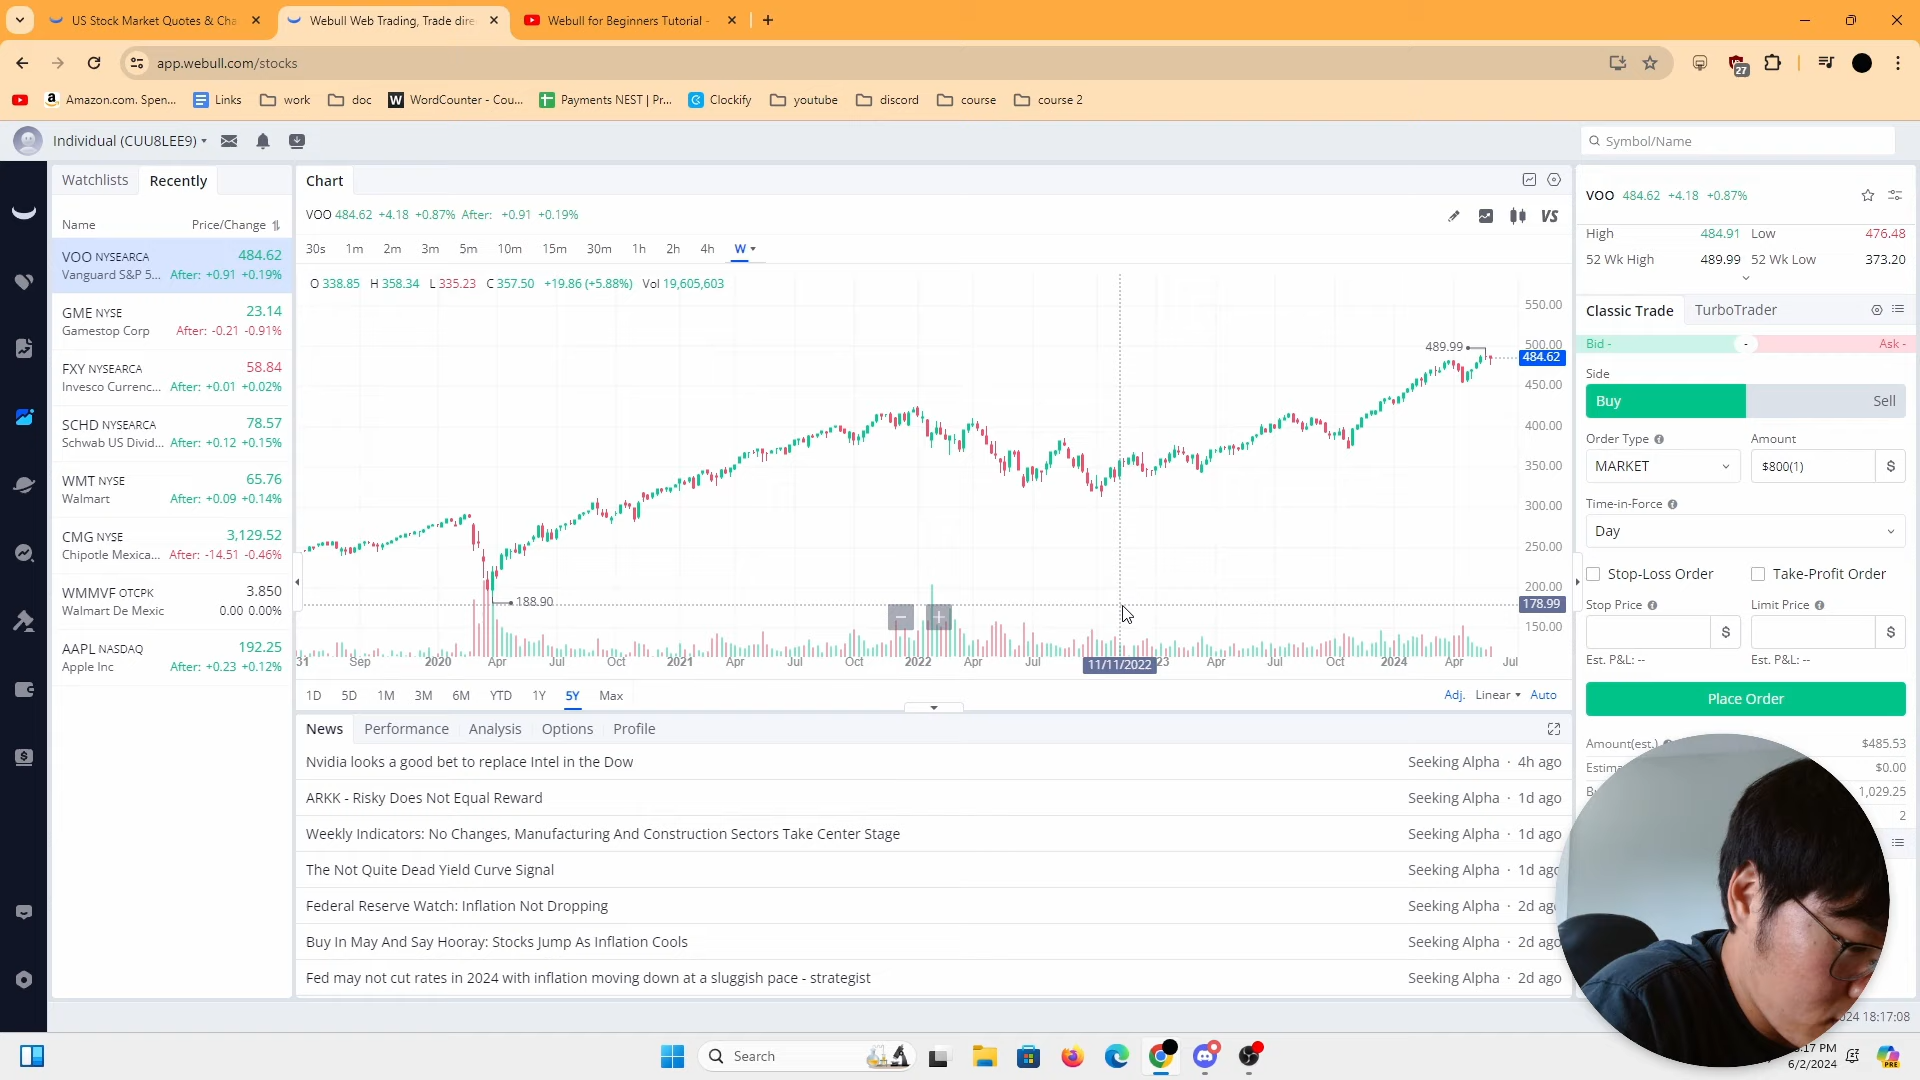 US Stock Market Quotes & Cha
Webull Web Trading, Trade dire
Webull for Beginners Tutorial -
app.webull.com/stocks
27
Amazon.com. Spen...
Links
work
doc
WordCounter - Cou...
Payments NEST | Pr...
Clockify
youtube
discord
course
course 2
Individual (CUU8LEE9)
Symbol/Name
Watchlists
Recently
Name
Price/Change
VOO NYSEARCA 484.62
Vanguard S&P 5... After: +0.91 +0.19%
GME NYSE 23.14
Gamestop Corp After: -0.21 -0.91%
FXY NYSEARCA 58.84
Invesco Currenc... After: +0.01 +0.02%
SCHD NYSEARCA 78.57
Schwab US Divid... After: +0.12 +0.15%
WMT NYSE 65.76
Walmart After: +0.09 +0.14%
CMG NYSE 3,129.52
Chipotle Mexica... After: -14.51 -0.46%
WMMVF OTCPK 3.850
Walmart De Mexic 0.00 0.00%
AAPL NASDAQ 192.25
Apple Inc After: +0.23 +0.12%
Chart
VOO 484.62 +4.18 +0.87% After: +0.91 +0.19%
VS
30s 1m 2m 3m 5m 10m 15m 30m 1h 2h 4h W
O 338.85 H 358.34 L 335.23 C 357.50 +19.86 (+5.88%) Vol 19,605,603
550.00
500.00
489.99
484.62
450.00
400.00
350.00
300.00
250.00
200.00
188.90
178.99
150.00
31 Sep 2020 Apr Jul Oct 2021 Apr Jul Oct 2022 Apr Jul 11/11/2022 23 Apr Jul Oct 2024 Apr Jul
1D 5D 1M 3M 6M YTD 1Y 5Y Max
Adj. Linear Auto
News Performance Analysis Options Profile
Nvidia looks a good bet to replace Intel in the Dow Seeking Alpha · 4h ago
ARKK - Risky Does Not Equal Reward Seeking Alpha · 1d ago
Weekly Indicators: No Changes, Manufacturing And Construction Sectors Take Center Stage Seeking Alpha · 1d ago
The Not Quite Dead Yield Curve Signal Seeking Alpha · 1d ago
Federal Reserve Watch: Inflation Not Dropping Seeking Alpha · 2d ago
Buy In May And Say Hooray: Stocks Jump As Inflation Cools Seeking Alpha · 2d ago
Fed may not cut rates in 2024 with inflation moving down at a sluggish pace - strategist Seeking Alpha · 2d ago
VOO 484.62 +4.18 +0.87%
High 484.91 Low 476.48
52 Wk High 489.99 52 Wk Low 373.20
Classic Trade TurboTrader
Bid - - Ask -
Side
Buy Sell
Order Type Amount
MARKET $800(1) $
Time-in-Force
Day
Stop-Loss Order Take-Profit Order
Stop Price Limit Price
$ $
Est. P&L: -- Est. P&L: --
Place Order
Amount(est.) $485.53
Estima $0.00
1,029.25
2
024 18:17:08
Search
:17 PM
6/2/2024
PRE